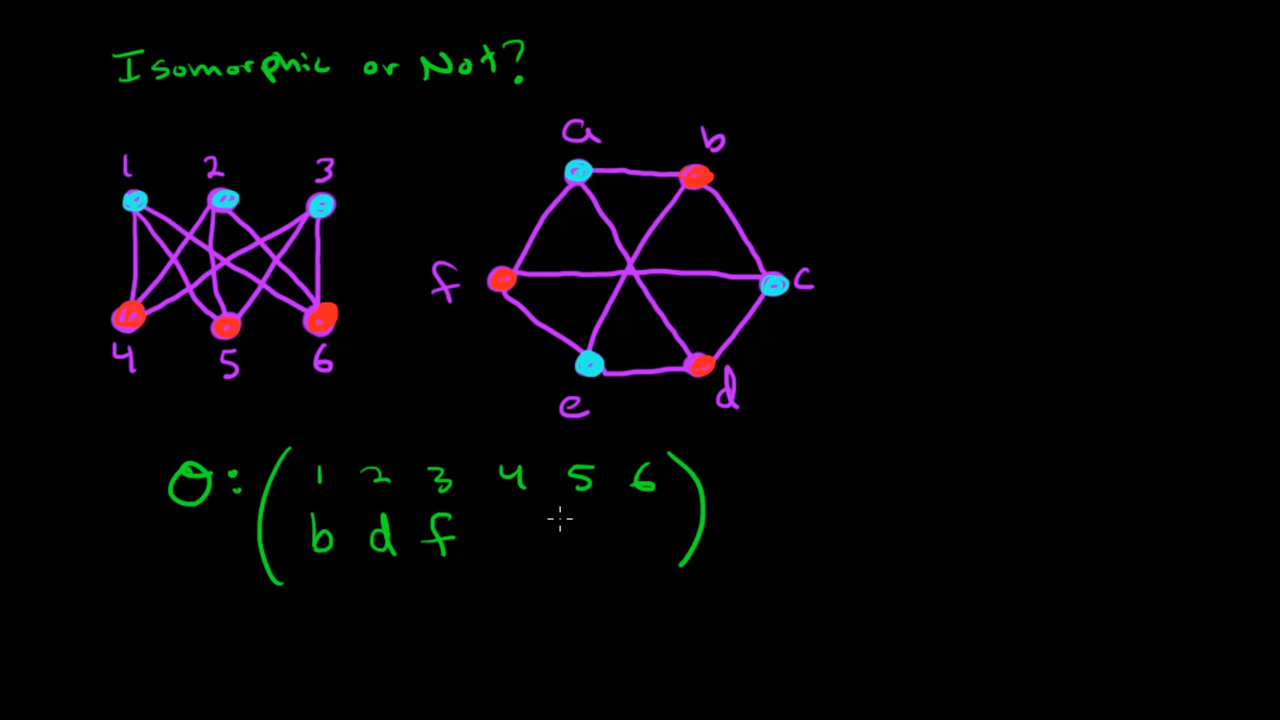 Isomorphic or Not?
1 2 3
4 5 6
a b
f c
e d
θ: ( 1 2 3 4 5 6 )
b d f